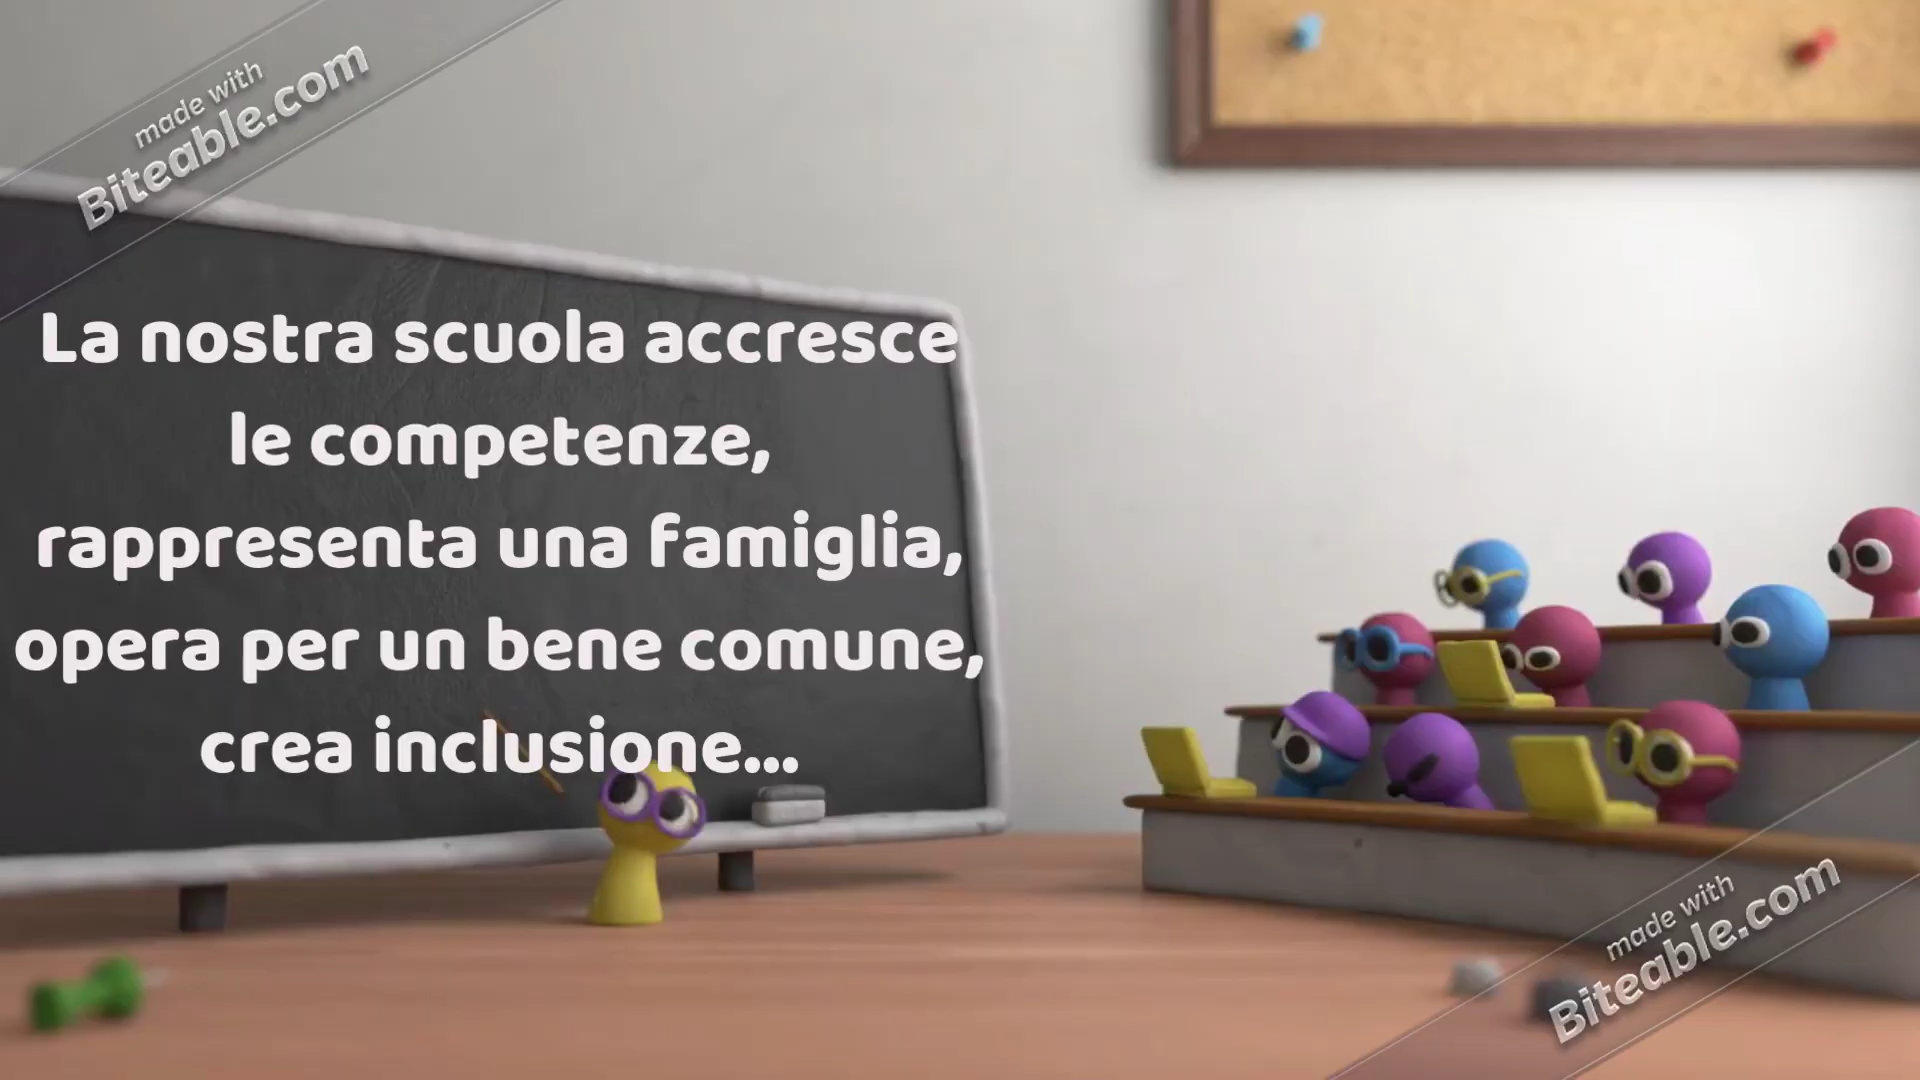 made with
Biteable.com
La nostra scuola accresce
le competenze,
rappresenta una famiglia,
opera per un bene comune,
crea inclusione...
made with
Biteable.com